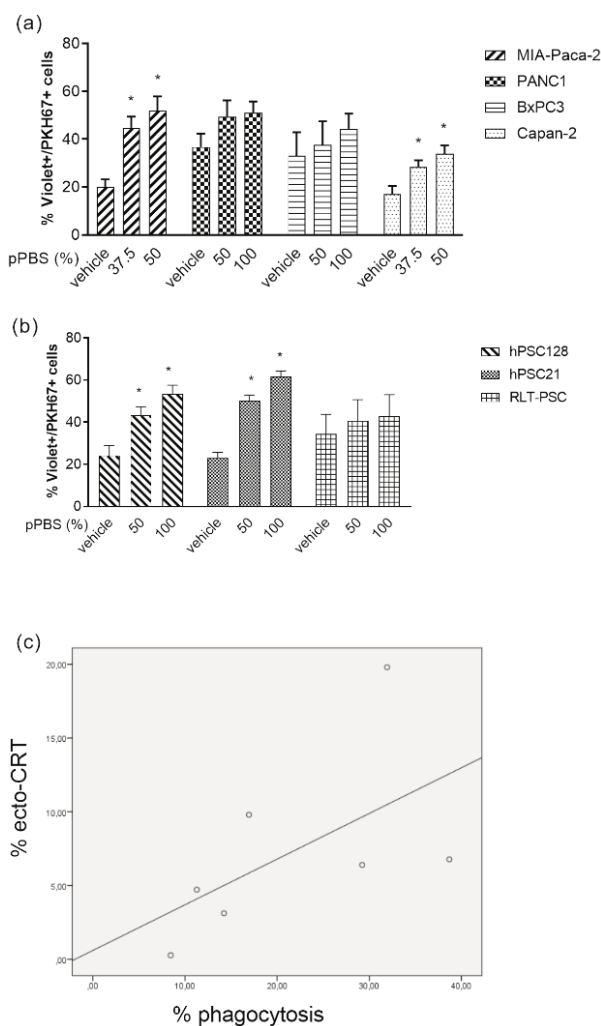 (a)
80
60
40
20
0
% Violet+/PKH67+ cells
MIA-Paca-2
PANC1
BxPC3
Capan-2
* * * *
pPBS (%)
vehicle 37.5 50 vehicle 50 100 vehicle 50 100 vehicle 37.5 50
(b)
80
60
40
20
0
% Violet+/PKH67+ cells
hPSC128
hPSC21
RLT-PSC
* * * *
pPBS (%)
vehicle 50 100 vehicle 50 100 vehicle 50 100
(c)
20,00
15,00
10,00
5,00
,00
% ecto-CRT
,00 10,00 20,00 30,00 40,00
% phagocytosis